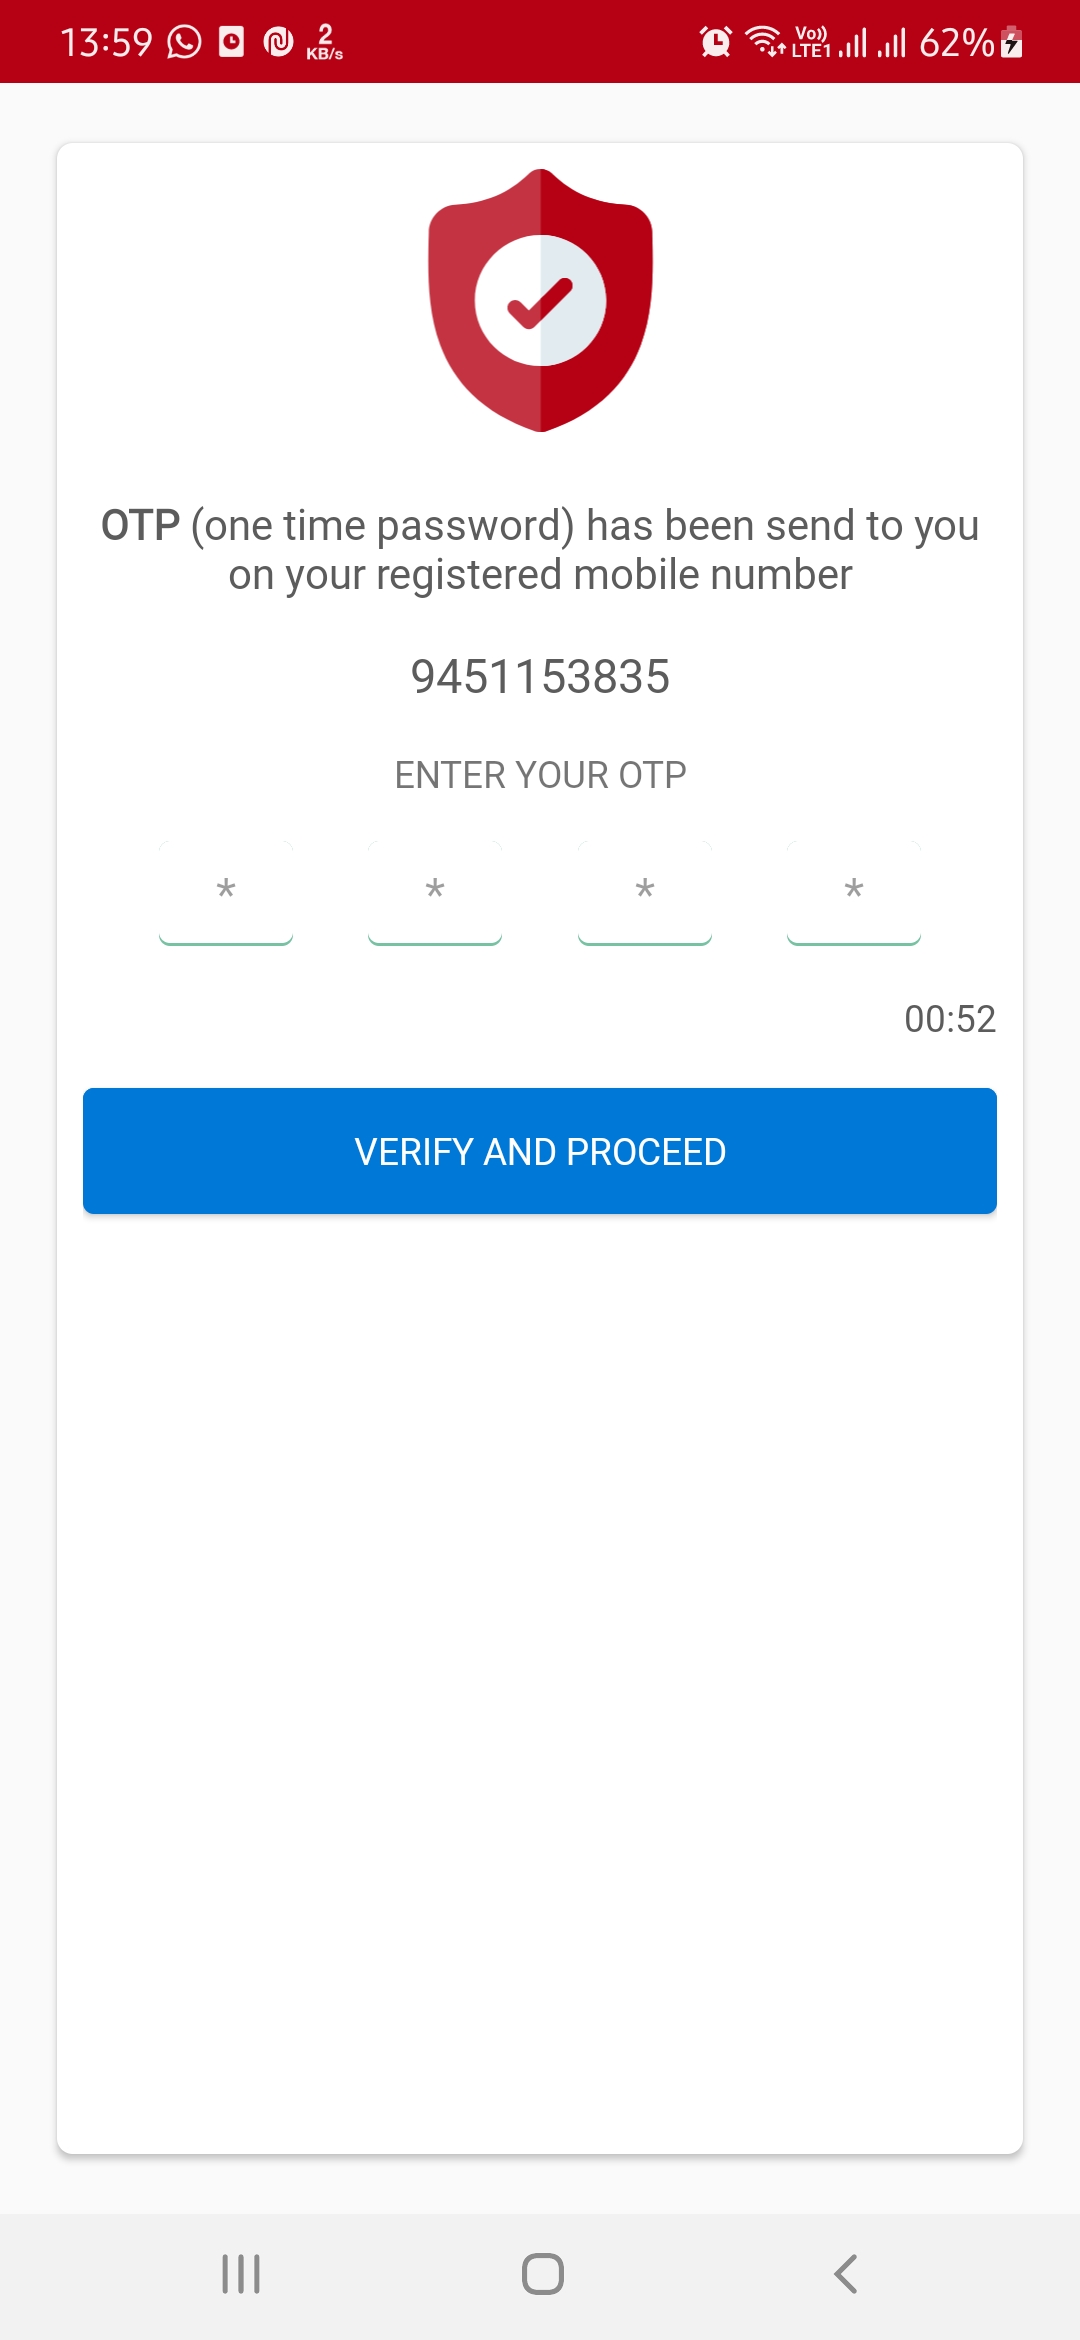 13:59 2 KB/s Vo)) LTE1 62%
OTP (one time password) has been send to you
on your registered mobile number
9451153835
ENTER YOUR OTP
* * * *
00:52
VERIFY AND PROCEED